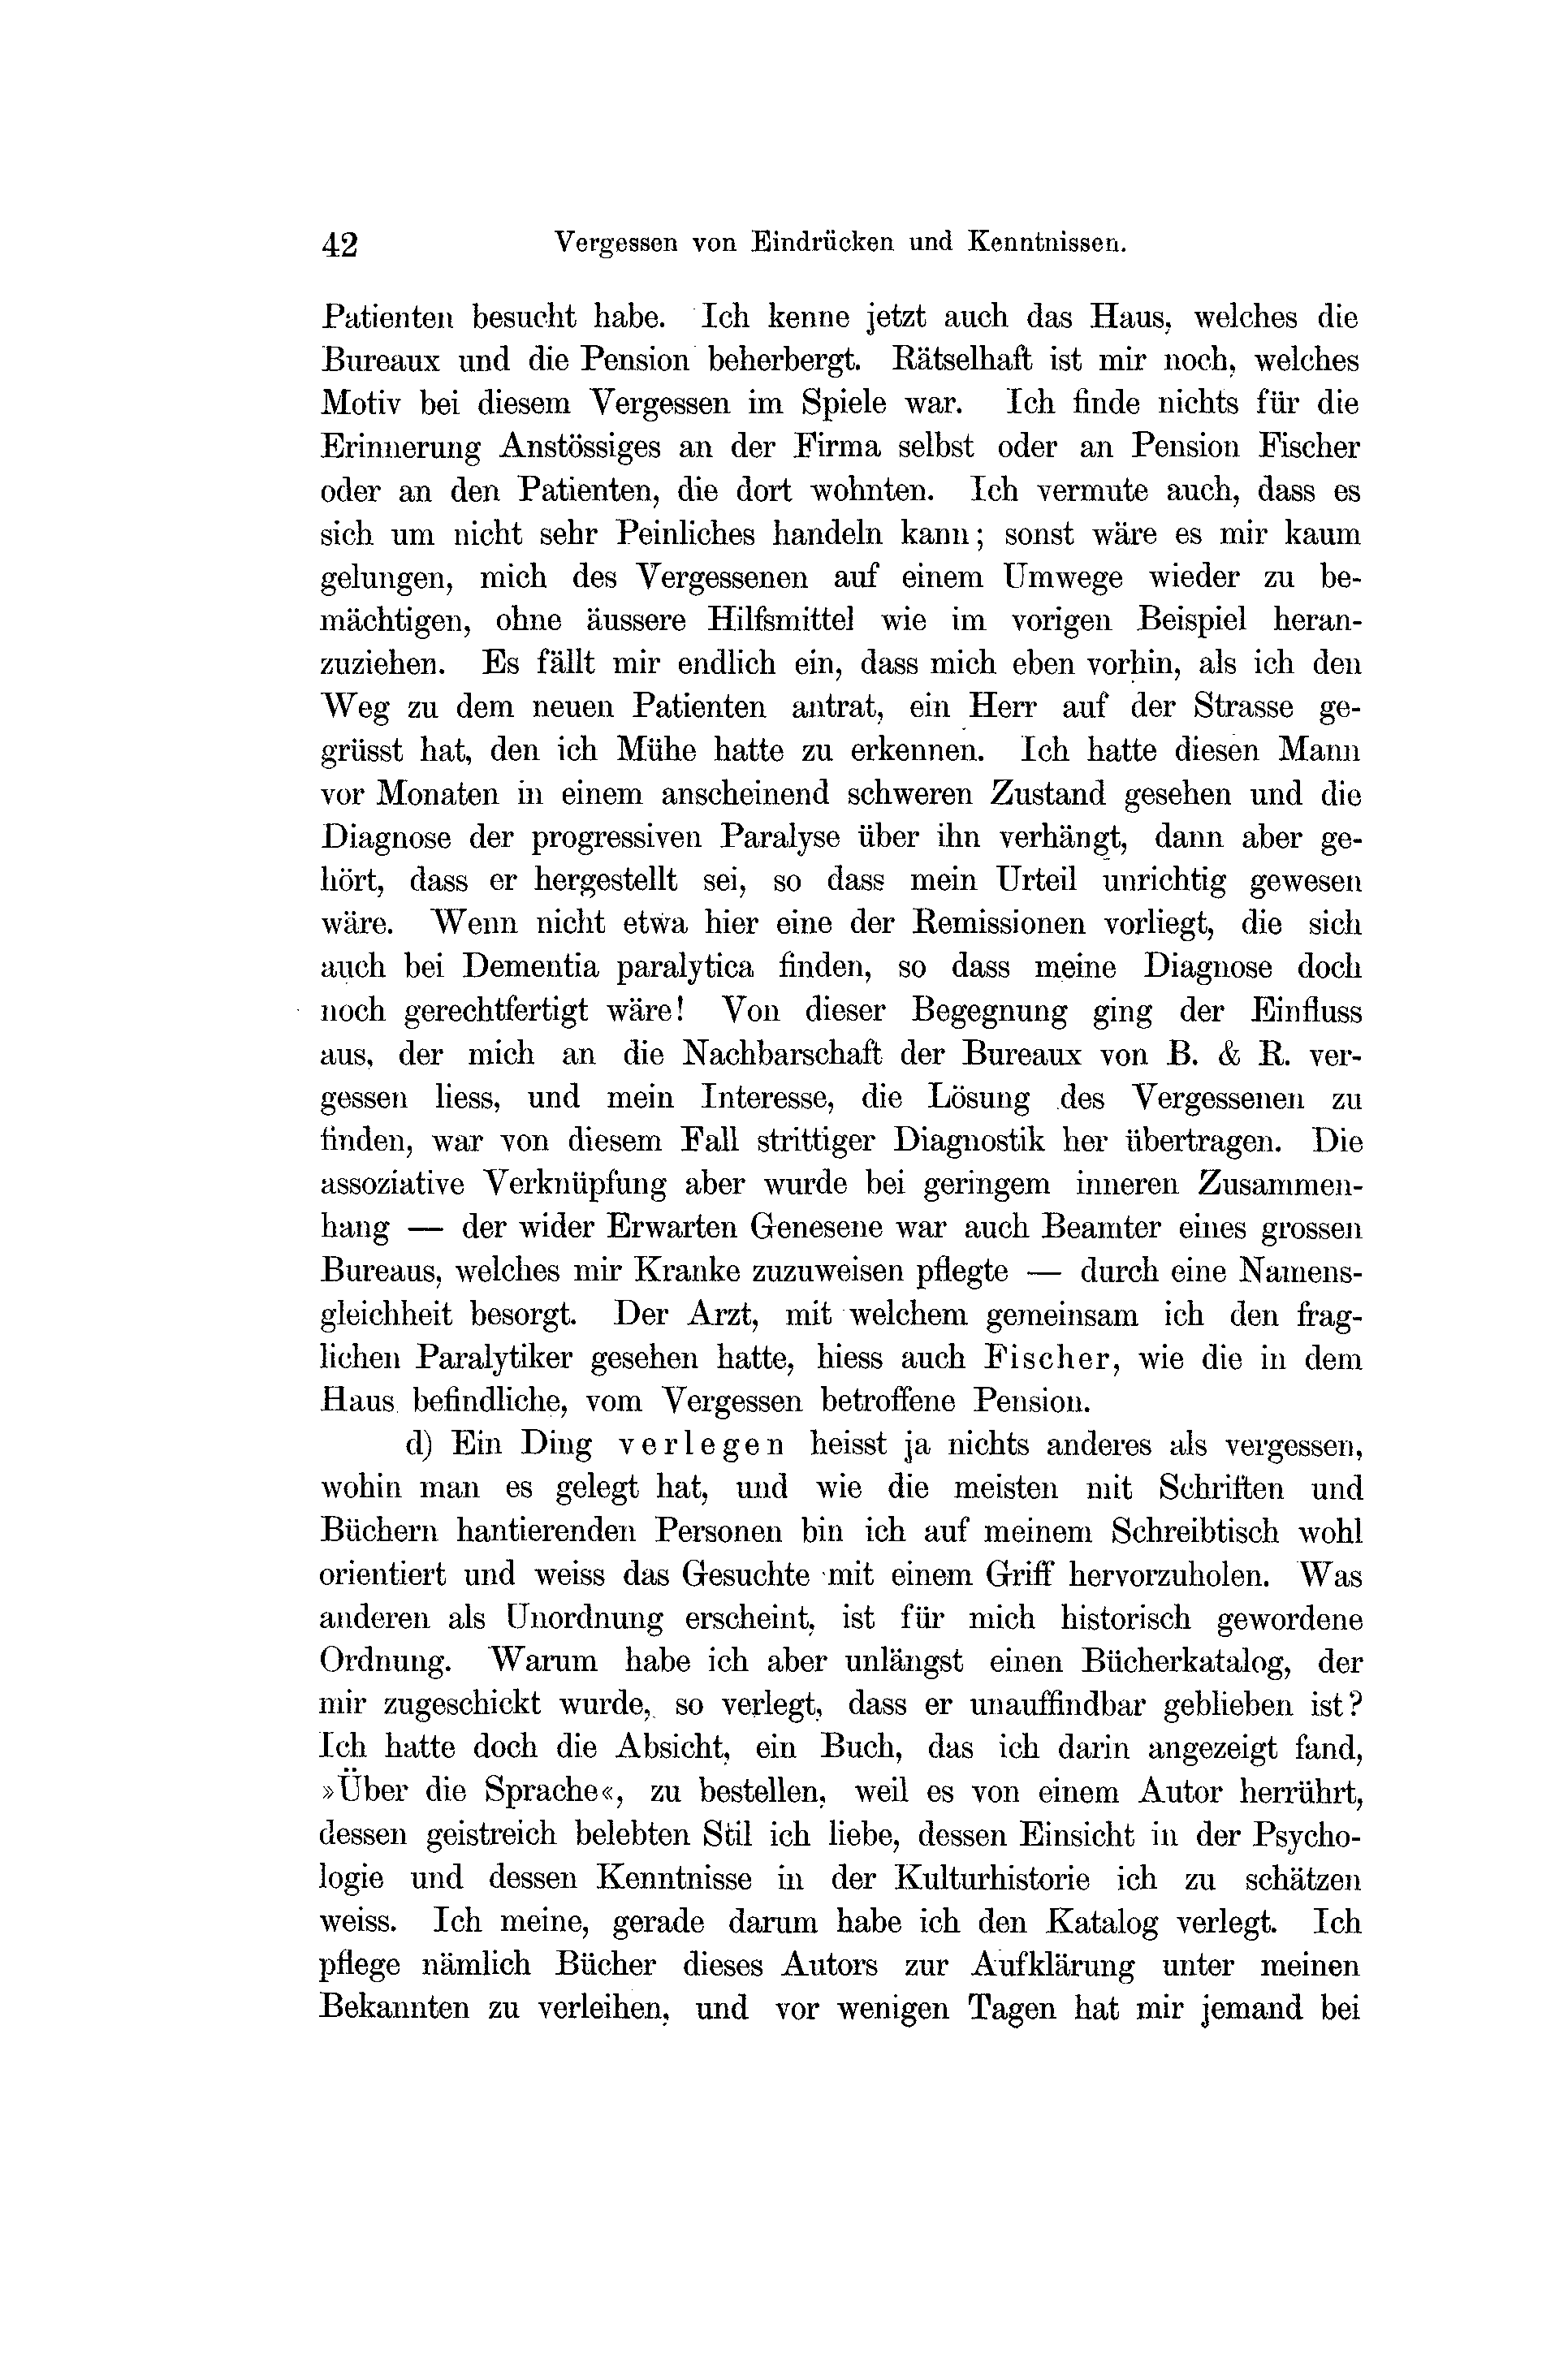 42 Vergessen von Eindrücken und Kenntnissen.
Patienten besucht habe. Ich kenne jetzt auch das Haus, welches die
Bureaux und die Pension beherbergt. Rätselhaft ist mir noch, welches
Motiv bei diesem Vergessen im Spiele war. Ich finde nichts für die
Erinnerung Anstössiges an der Firma selbst oder an Pension Fischer
oder an den Patienten, die dort wohnten. Ich vermute auch, dass es
sich um nicht sehr Peinliches handeln kann; sonst wäre es mir kaum
gelungen, mich des Vergessenen auf einem Umwege wieder zu be-
mächtigen, ohne äussere Hilfsmittel wie im vorigen Beispiel heran-
zuziehen. Es fällt mir endlich ein, dass mich eben vorhin, als ich den
Weg zu dem neuen Patienten antrat, ein Herr auf der Strasse ge-
grüsst hat, den ich Mühe hatte zu erkennen. Ich hatte diesen Mann
vor Monaten in einem anscheinend schweren Zustand gesehen und die
Diagnose der progressiven Paralyse über ihn verhängt, dann aber ge-
hört, dass er hergestellt sei, so dass mein Urteil unrichtig gewesen
wäre. Wenn nicht etwa hier eine der Remissionen vorliegt, die sich
auch bei Dementia paralytica finden, so dass meine Diagnose doch
noch gerechtfertigt wäre! Von dieser Begegnung ging der Einfluss
aus, der mich an die Nachbarschaft der Bureaux von B. & R. ver-
gessen liess, und mein Interesse, die Lösung des Vergessenen zu
finden, war von diesem Fall strittiger Diagnostik her übertragen. Die
assoziative Verknüpfung aber wurde bei geringem inneren Zusammen-
hang — der wider Erwarten Genesene war auch Beamter eines grossen
Bureaus, welches mir Kranke zuzuweisen pflegte — durch eine Namens-
gleichheit besorgt. Der Arzt, mit welchem gemeinsam ich den frag-
lichen Paralytiker gesehen hatte, hiess auch Fischer, wie die in dem
Haus befindliche, vom Vergessen betroffene Pension.
d) Ein Ding verlegen heisst ja nichts anderes als vergessen,
wohin man es gelegt hat, und wie die meisten mit Schriften und
Büchern hantierenden Personen bin ich auf meinem Schreibtisch wohl
orientiert und weiss das Gesuchte mit einem Griff hervorzuholen. Was
anderen als Unordnung erscheint, ist für mich historisch gewordene
Ordnung. Warum habe ich aber unlängst einen Bücherkatalog, der
mir zugeschickt wurde, so verlegt, dass er unauffindbar geblieben ist?
Ich hatte doch die Absicht, ein Buch, das ich darin angezeigt fand,
»Über die Sprache«, zu bestellen, weil es von einem Autor herrührt,
dessen geistreich belebten Stil ich liebe, dessen Einsicht in der Psycho-
logie und dessen Kenntnisse in der Kulturhistorie ich zu schätzen
weiss. Ich meine, gerade darum habe ich den Katalog verlegt. Ich
pflege nämlich Bücher dieses Autors zur Aufklärung unter meinen
Bekannten zu verleihen, und vor wenigen Tagen hat mir jemand bei